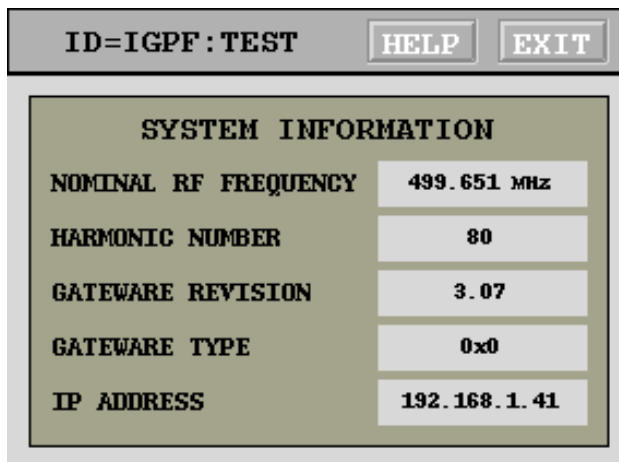 ID=IGPF:TEST HELP EXIT
SYSTEM INFORMATION
NOMINAL RF FREQUENCY 499.651 MHz
HARMONIC NUMBER 80
GATEWARE REVISION 3.07
GATEWARE TYPE 0x0
IP ADDRESS 192.168.1.41